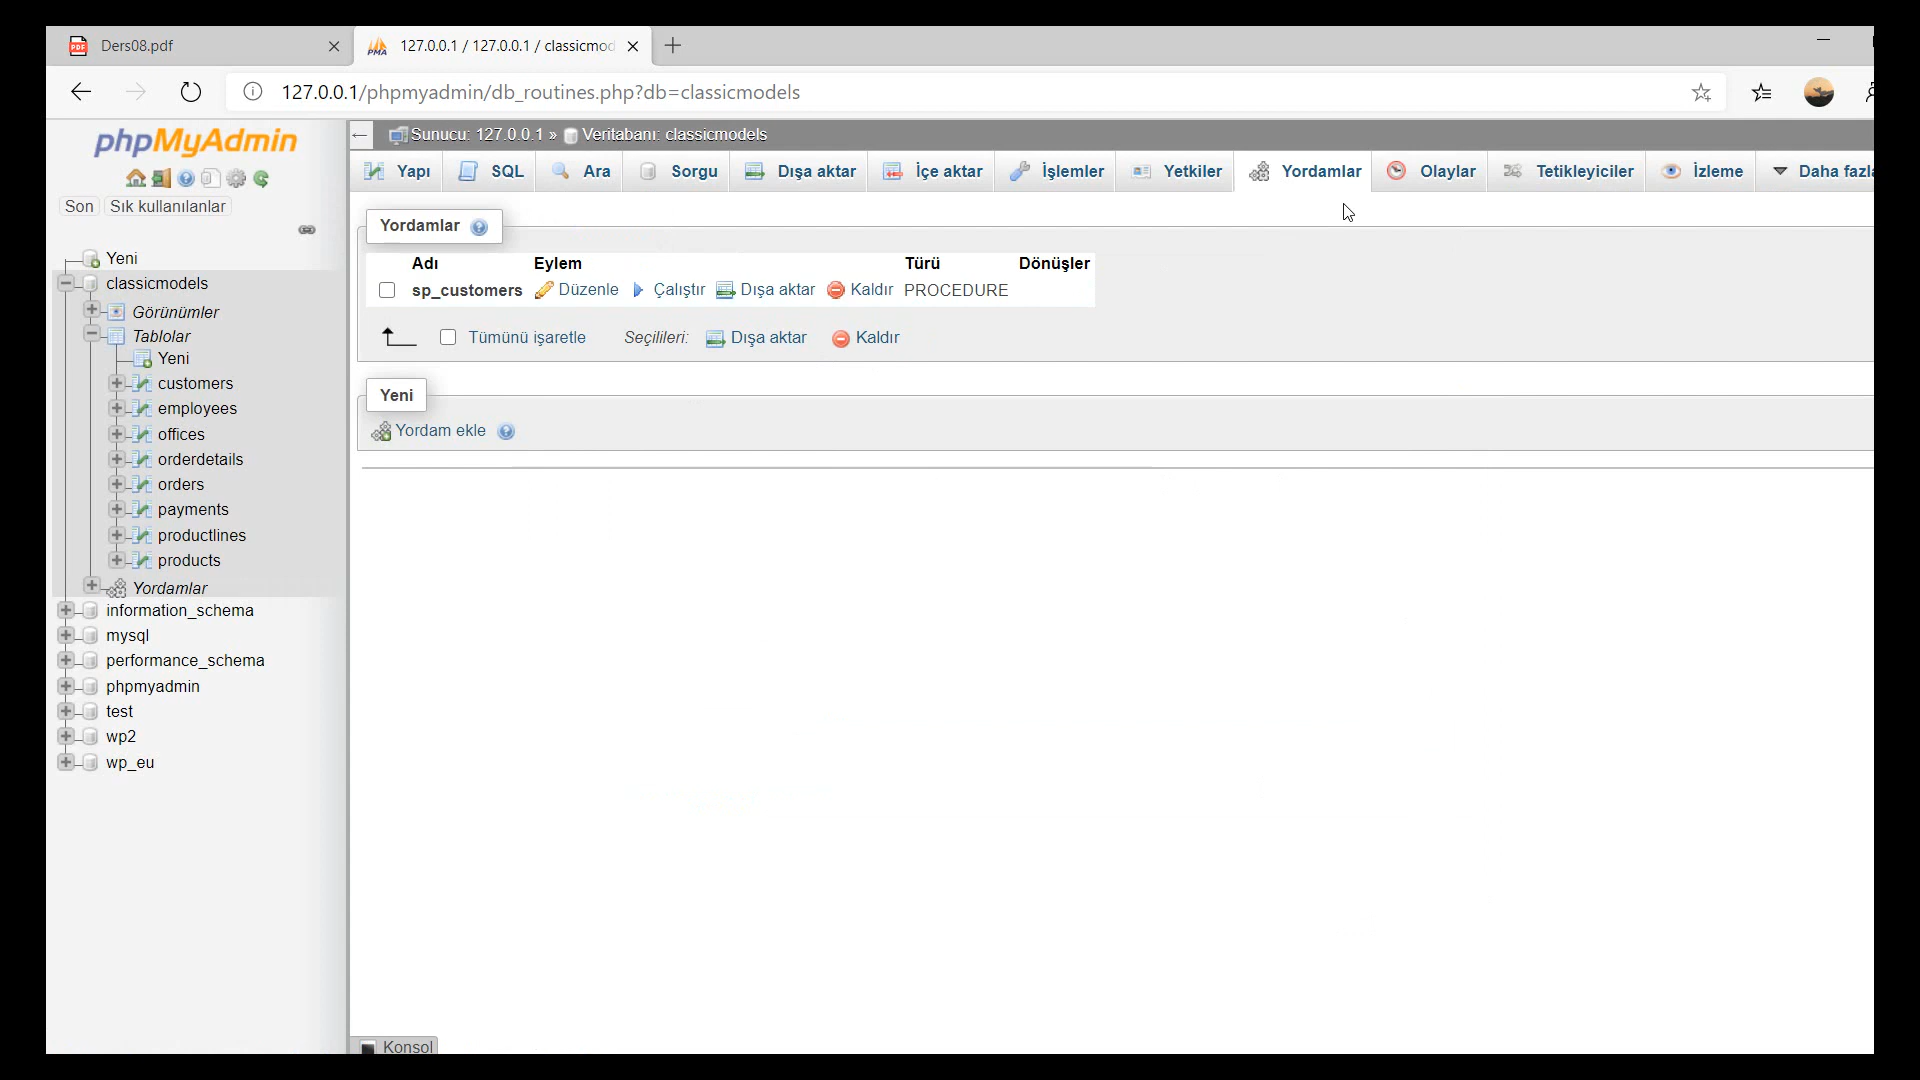 Ders08.pdf
127.0.0.1 / 127.0.0.1 / classicmod
127.0.0.1/phpmyadmin/db_routines.php?db=classicmodels
phpMyAdmin
Son
Sık kullanılanlar
Yeni
classicmodels
Görünümler
Tablolar
Yeni
customers
employees
offices
orderdetails
orders
payments
productlines
products
Yordamlar
information_schema
mysql
performance_schema
phpmyadmin
test
wp2
wp_eu
Sunucu: 127.0.0.1 » Veritabanı: classicmodels
Yapı SQL Ara Sorgu Dışa aktar İçe aktar İşlemler Yetkiler Yordamlar Olaylar Tetikleyiciler İzleme Daha fazla
Yordamlar
Adı Eylem Türü Dönüşler
sp_customers Düzenle Çalıştır Dışa aktar Kaldır PROCEDURE
Tümünü işaretle Seçilileri: Dışa aktar Kaldır
Yeni
Yordam ekle
Konsol